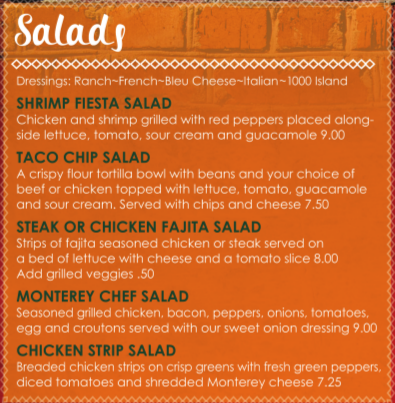 Salads
Dressings: Ranch~French~Bleu Cheese~Italian~1000 Island
SHRIMP FIESTA SALAD
Chicken and shrimp grilled with red peppers placed along-
side lettuce, tomato, sour cream and guacamole 9.00
TACO CHIP SALAD
A crispy flour tortilla bowl with beans and your choice of
beef or chicken topped with lettuce, tomato, guacamole
and sour cream. Served with chips and cheese 7.50
STEAK OR CHICKEN FAJITA SALAD
Strips of fajita seasoned chicken or steak served on
a bed of lettuce with cheese and a tomato slice 8.00
Add grilled veggies .50
MONTEREY CHEF SALAD
Seasoned grilled chicken, bacon, peppers, onions, tomatoes,
egg and croutons served with our sweet onion dressing 9.00
CHICKEN STRIP SALAD
Breaded chicken strips on crisp greens with fresh green peppers,
diced tomatoes and shredded Monterey cheese 7.25